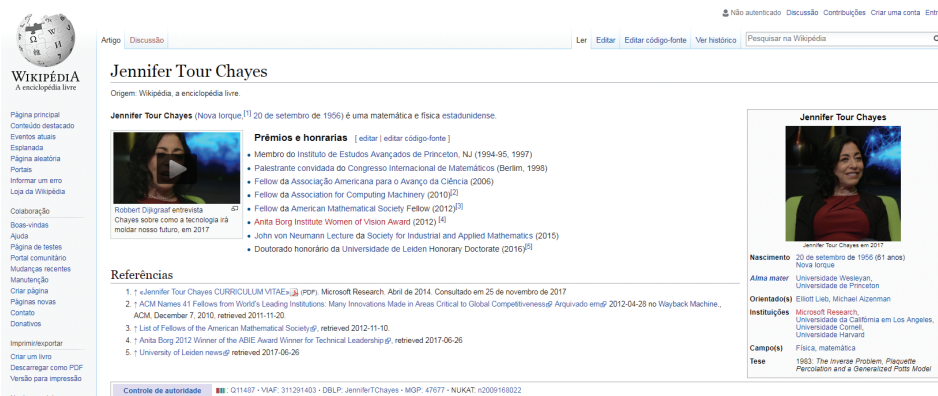 Não autenticado Discussão Contribuições Criar uma conta Entr
Artigo Discussão
Ler Editar Editar código-fonte Ver histórico
Pesquisar na Wikipédia
WIKIPÉDIA
A enciclopédia livre
Página principal
Conteúdo destacado
Eventos atuais
Esplanada
Página aleatória
Portais
Informar um erro
Loja da Wikipédia
Colaboração
Boas-vindas
Ajuda
Página de testes
Portal comunitário
Mudanças recentes
Manutenção
Criar página
Páginas novas
Contato
Donativos
Imprimir/exportar
Criar um livro
Descarregar como PDF
Versão para impressão
Jennifer Tour Chayes
Origem: Wikipédia, a enciclopédia livre.
Jennifer Tour Chayes (Nova Iorque,[1] 20 de setembro de 1956) é uma matemática e física estadunidense.
Robbert Dijkgraaf entrevista
Chayes sobre como a tecnologia irá
moldar nosso futuro, em 2017
Prêmios e honrarias [ editar | editar código-fonte ]
• Membro do Instituto de Estudos Avançados de Princeton, NJ (1994-95, 1997)
• Palestrante convidada do Congresso Internacional de Matemáticos (Berlim, 1998)
• Fellow da Associação Americana para o Avanço da Ciência (2006)
• Fellow da Association for Computing Machinery (2010)[2]
• Fellow da American Mathematical Society Fellow (2012)[3]
• Anita Borg Institute Women of Vision Award (2012) [4]
• John von Neumann Lecture da Society for Industrial and Applied Mathematics (2015)
• Doutorado honorário da Universidade de Leiden Honorary Doctorate (2016)[5]
Referências
1. ↑ «Jennifer Tour Chayes CURRICULUM VITAE» (PDF). Microsoft Research. Abril de 2014. Consultado em 25 de novembro de 2017
2. ↑ ACM Names 41 Fellows from World's Leading Institutions: Many Innovations Made in Areas Critical to Global Competitiveness Arquivado em 2012-04-28 no Wayback Machine.,
ACM, December 7, 2010, retrieved 2011-11-20.
3. ↑ List of Fellows of the American Mathematical Society, retrieved 2012-11-10.
4. ↑ Anita Borg 2012 Winner of the ABIE Award Winner for Technical Leadership, retrieved 2017-06-26
5. ↑ University of Leiden news retrieved 2017-06-26
Controle de autoridade : Q11487 · VIAF: 311291403 · DBLP: JenniferTChayes · MGP: 47677 · NUKAT: n2009168022
Jennifer Tour Chayes
Jennifer Tour Chayes em 2017
Nascimento 20 de setembro de 1956 (61 anos)
Nova Iorque
Alma mater Universidade Wesleyan,
Universidade de Princeton
Orientado(s) Elliott Lieb, Michael Aizenman
Instituições Microsoft Research,
Universidade da Califórnia em Los Angeles,
Universidade Cornell,
Universidade Harvard
Campo(s) Física, matemática
Tese 1983: The Inverse Problem, Plaquette
Percolation and a Generalized Potts Model